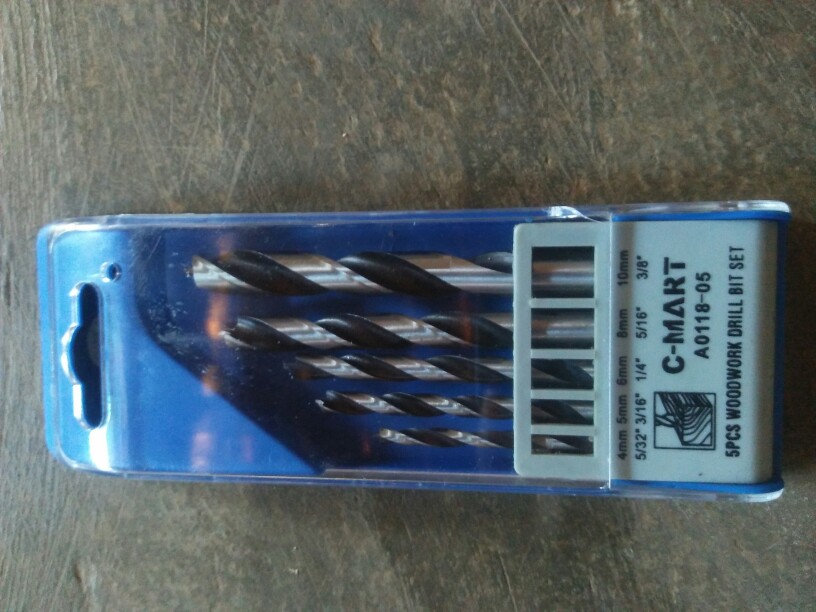 4mm 5mm 6mm 8mm 10mm
5/32" 3/16" 1/4" 5/16" 3/8"
C-MART
A0118-05
5PCS WOODWORK DRILL BIT SET